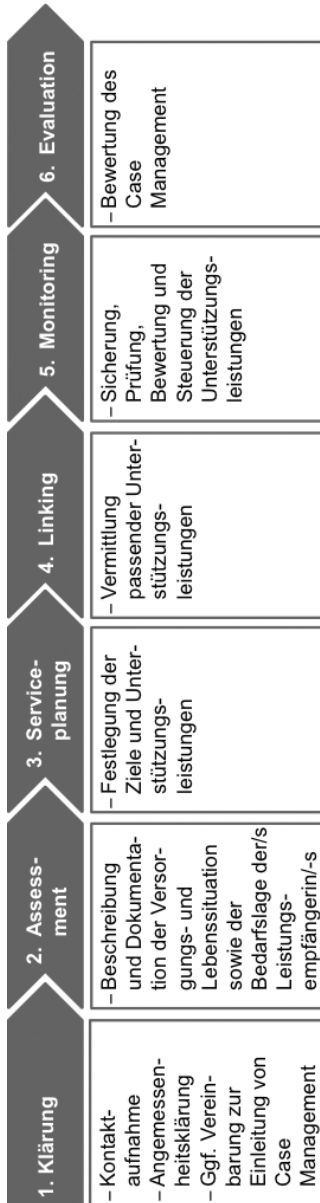 1. Klärung
– Kontakt-
aufnahme
– Angemessen-
heitsklärung
– Ggf. Verein-
barung zur
Einleitung von
Case
Management
2. Assess-
ment
– Beschreibung
und Dokumenta-
tion der Versor-
gungs- und
Lebenssituation
sowie der
Bedarfslage der/s
Leistungs-
empfängerin/-s
3. Service-
planung
– Festlegung der
Ziele und Unter-
stützungs-
leistungen
4. Linking
– Vermittlung
passender Unter-
stützungs-
leistungen
5. Monitoring
– Sicherung,
Prüfung,
Bewertung und
Steuerung der
Unterstützungs-
leistungen
6. Evaluation
– Bewertung des
Case
Management